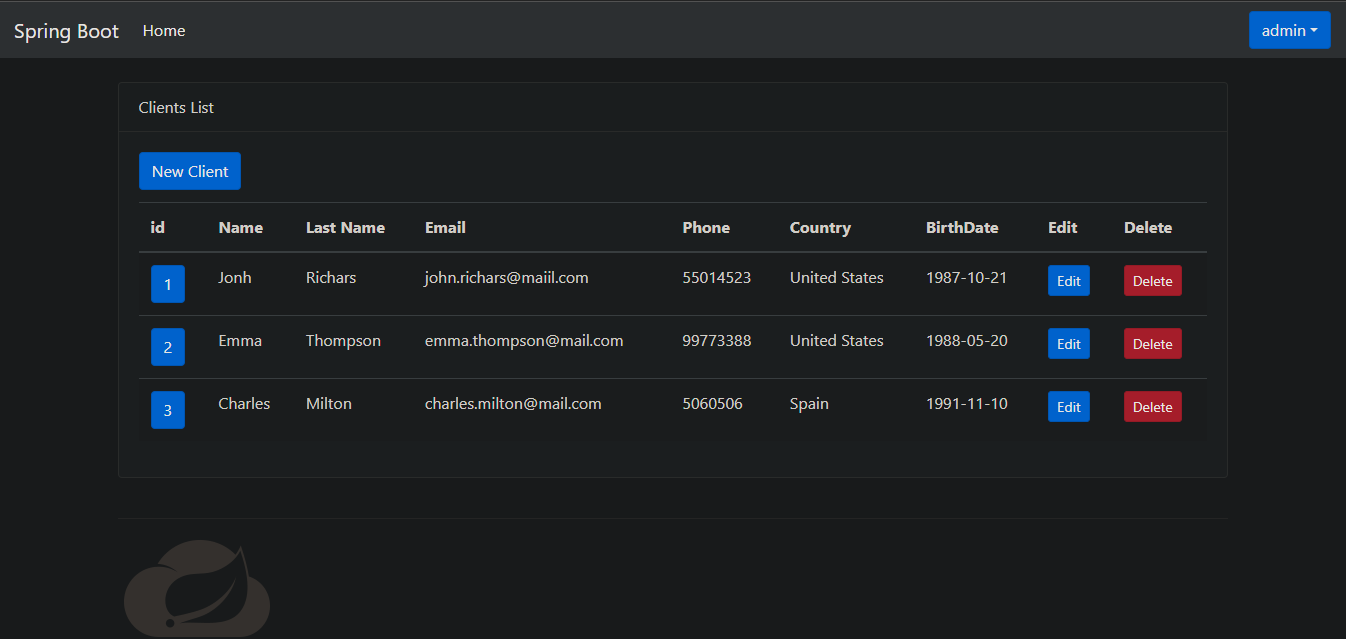 Spring Boot Home admin
Clients List
New Client
id Name Last Name Email Phone Country BirthDate Edit Delete
1 Jonh Richars john.richars@maiil.com 55014523 United States 1987-10-21 Edit Delete
2 Emma Thompson emma.thompson@mail.com 99773388 United States 1988-05-20 Edit Delete
3 Charles Milton charles.milton@mail.com 5060506 Spain 1991-11-10 Edit Delete